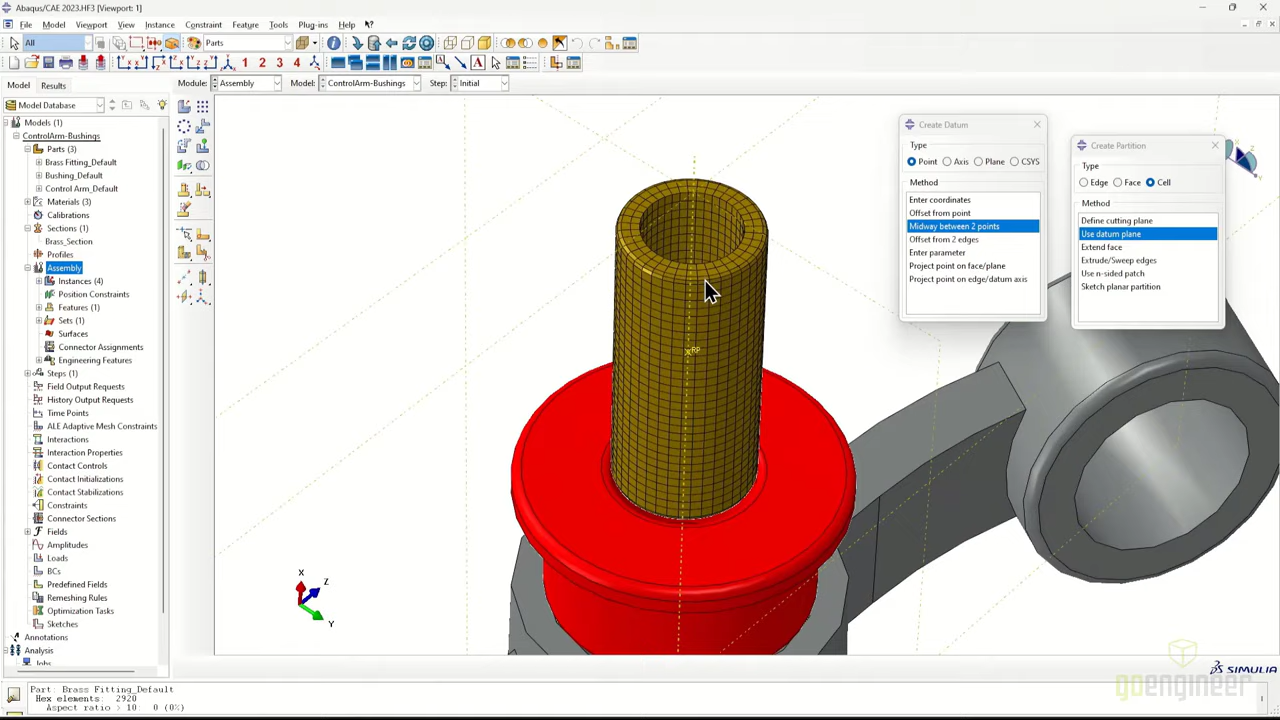 Abaqus/CAE 2023.HF3 [Viewport: 1]
File Model Viewport View Instance Constraint Feature Tools Plug-ins Help
All Parts
1 2 3 4 A
Model Results Module: Assembly Model: ControlArm-Bushings Step: Initial
Model Database
Models (1)
ControlArm-Bushings
Parts (3)
Brass Fitting_Default
Bushing_Default
Control Arm_Default
Materials (3)
Calibrations
Sections (1)
Brass_Section
Profiles
Assembly
Instances (4)
Position Constraints
Features (1)
Sets (1)
Surfaces
Connector Assignments
Engineering Features
Steps (1)
Field Output Requests
History Output Requests
Time Points
ALE Adaptive Mesh Constraints
Interactions
Interaction Properties
Contact Controls
Contact Initializations
Contact Stabilizations
Constraints
Connector Sections
Fields
Amplitudes
Loads
BCs
Predefined Fields
Remeshing Rules
Optimization Tasks
Sketches
Annotations
Analysis
Jobs
RP
X
Z
Y
Create Datum
Type
Point Axis Plane CSYS
Method
Enter coordinates
Offset from point
Midway between 2 points
Offset from 2 edges
Enter parameter
Project point on face/plane
Project point on edge/datum axis
Create Partition
Type
Edge Face Cell
Method
Define cutting plane
Use datum plane
Extend face
Extrude/Sweep edges
Use n-sided patch
Sketch planar partition
SIMULIA
goengineer
Part: Brass Fitting_Default
Hex elements: 2920
Aspect ratio > 10: 0 (0%)